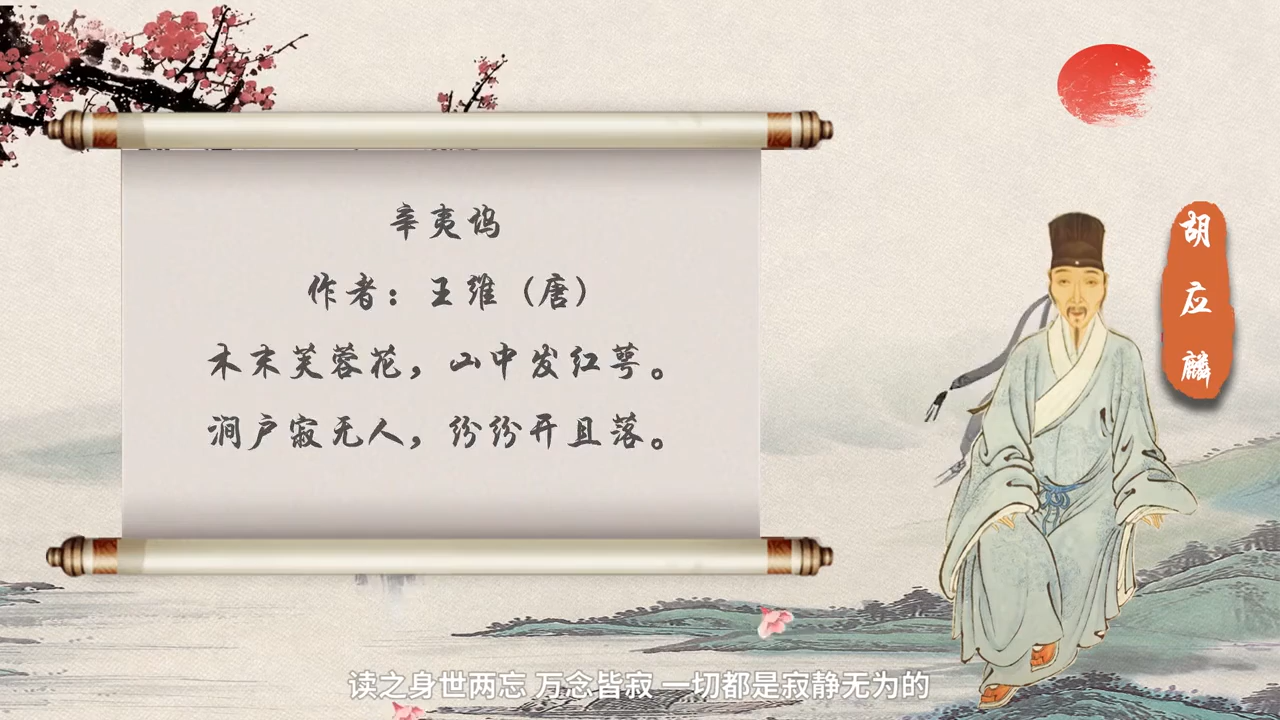 辛夷坞
作者：王维（唐）
木末芙蓉花，山中发红萼。
涧户寂无人，纷纷开且落。
胡应麟
读之身世两忘 万念皆寂 一切都是寂静无为的